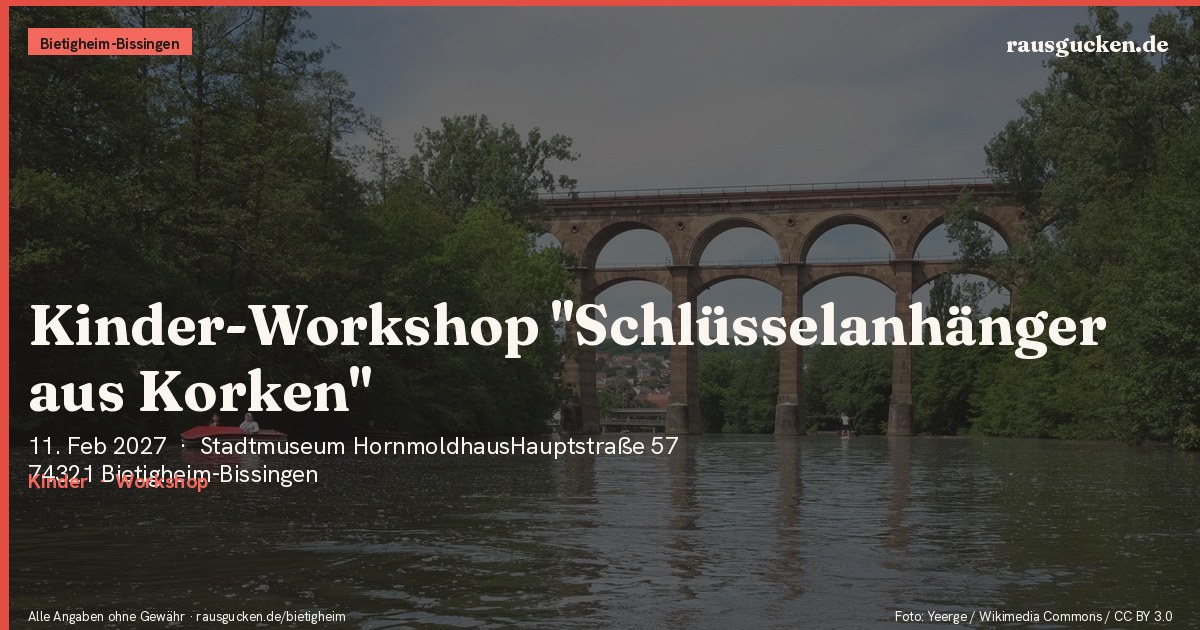 Bietigheim-Bissingen
rausgucken.de
Kinder-Workshop "Schlüsselanhänger
aus Korken"
11. Feb 2027 · Stadtmuseum HornmoldhausHauptstraße 57
74321 Bietigheim-Bissingen
Kinder · Workshop
Alle Angaben ohne Gewähr · rausgucken.de/bietigheim
Foto: Yeerge / Wikimedia Commons / CC BY 3.0